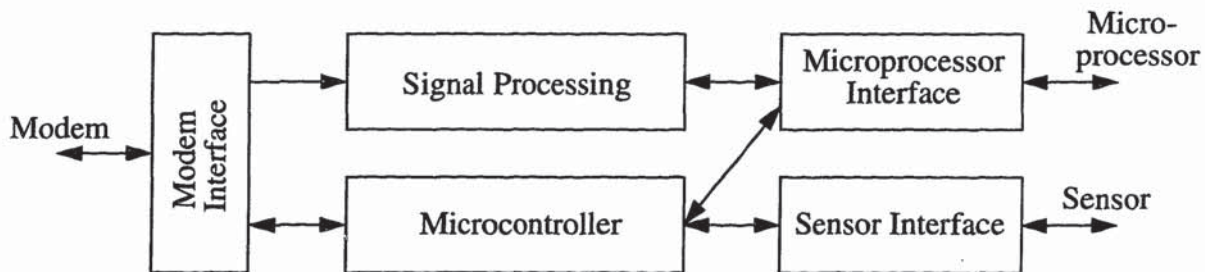 Modem
Modem
Interface
Signal Processing
Microcontroller
Microprocessor
Interface
Sensor Interface
Micro-
processor
Sensor